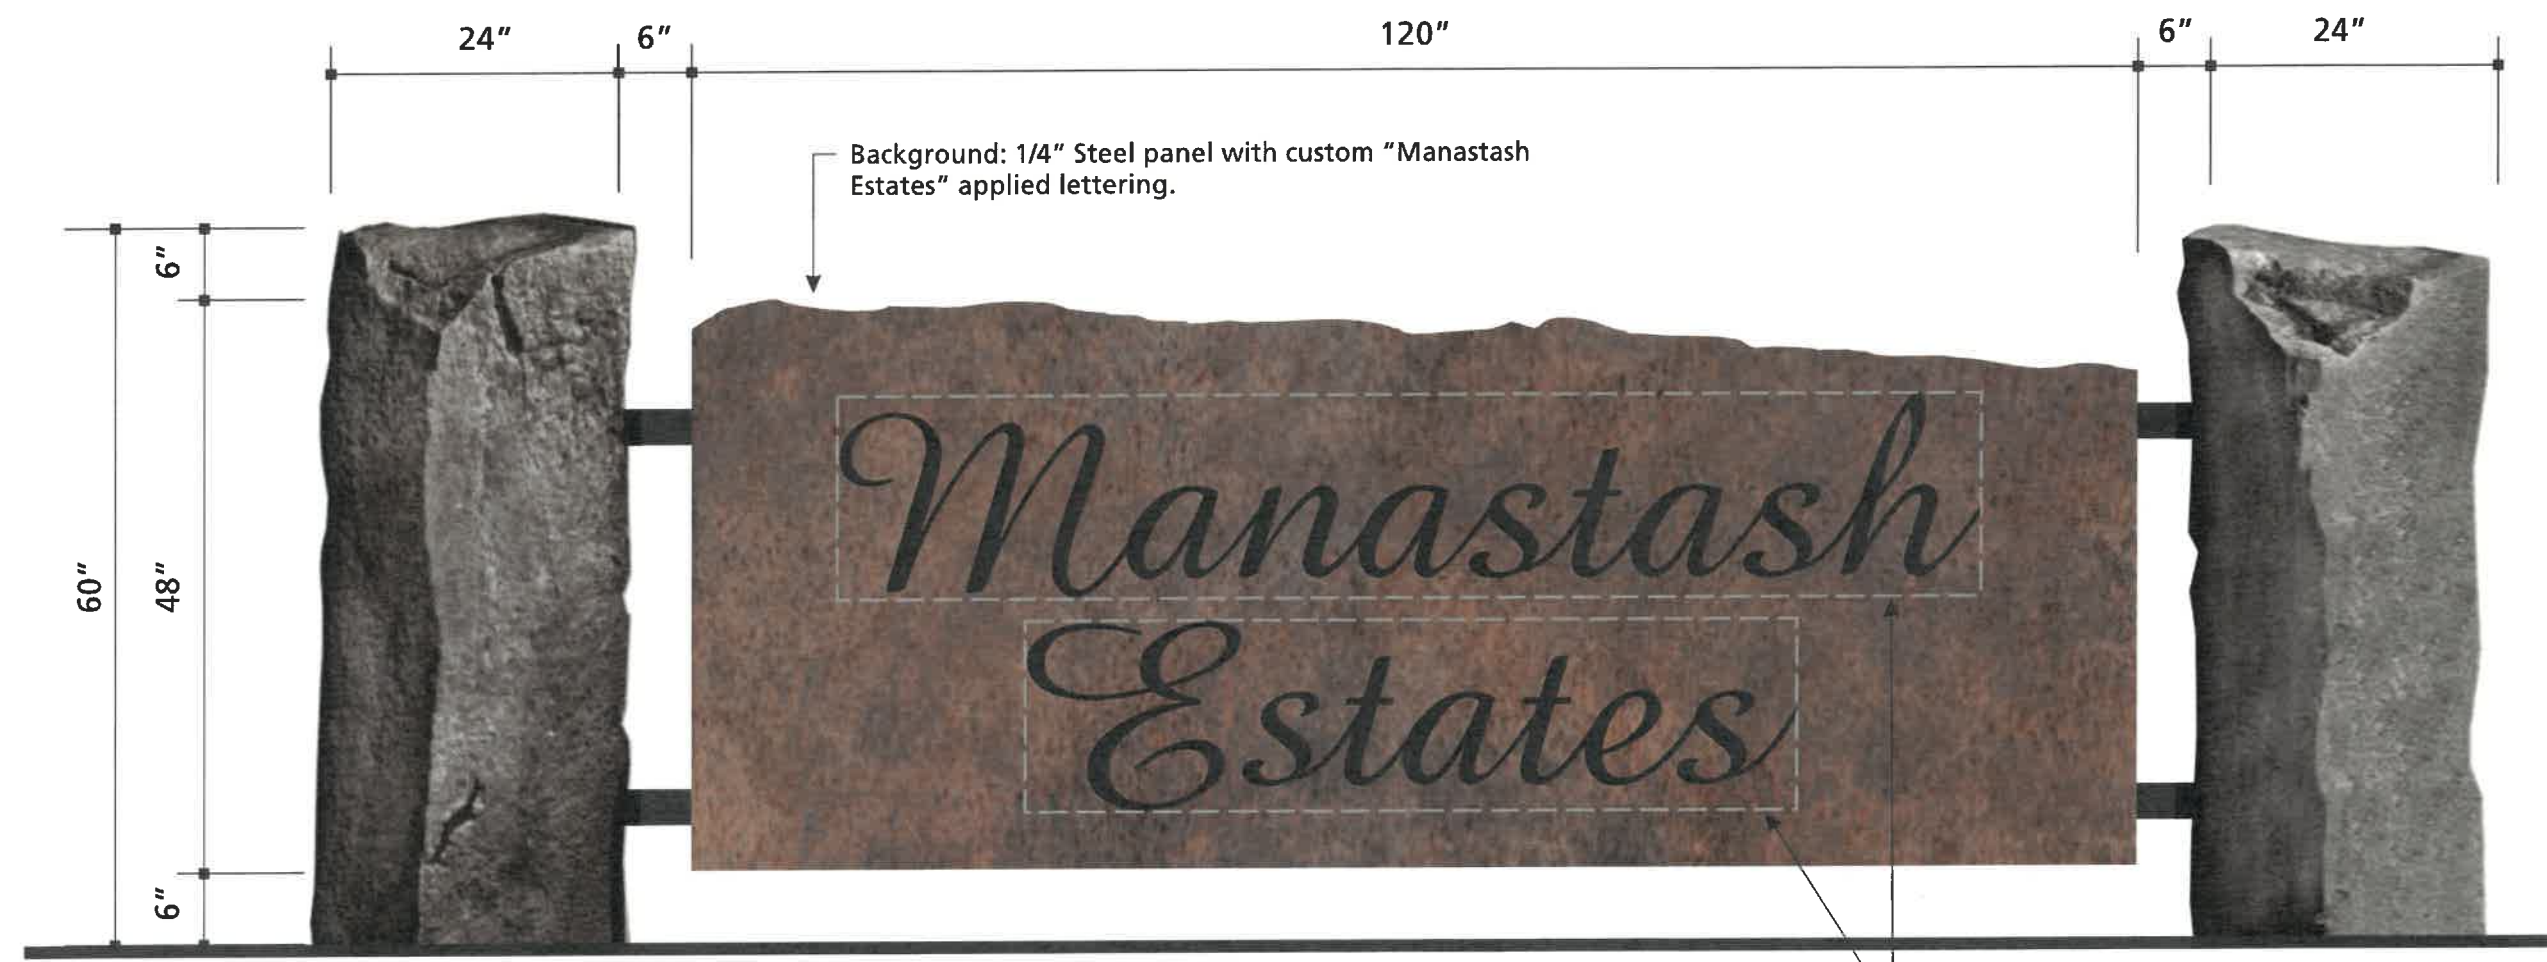 24” 6” 120” 6” 24”
Background: 1/4” Steel panel with custom “Manastash
Estates” applied lettering.
6”
60” 48”
6”
Manastash
Estates